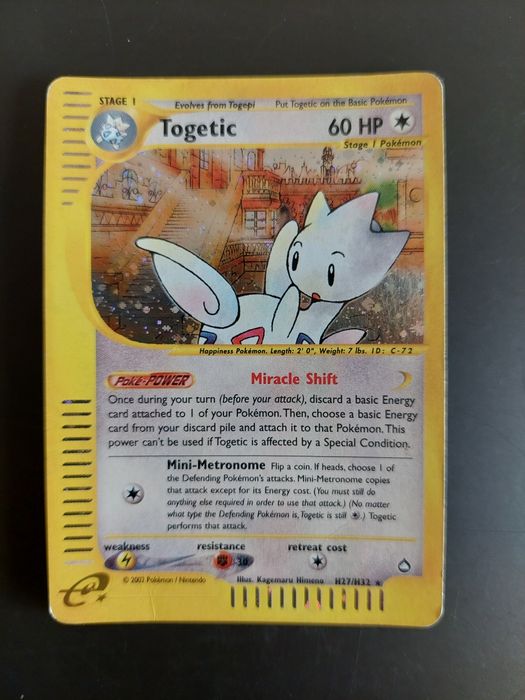 STAGE 1 Evolves from Togepi Put Togetic on the Basic Pokémon
Togetic 60 HP
Stage 1 Pokémon
Happiness Pokémon. Length: 2' 0", Weight: 7 lbs. ID: C-72
Poké-POWER Miracle Shift
Once during your turn (before your attack), discard a basic Energy
card attached to 1 of your Pokémon. Then, choose a basic Energy
card from your discard pile and attach it to that Pokémon. This
power can't be used if Togetic is affected by a Special Condition.
Mini-Metronome Flip a coin. If heads, choose 1 of
the Defending Pokémon's attacks. Mini-Metronome copies
that attack except for its Energy cost. (You must still do
anything else required in order to use that attack.) (No matter
what type the Defending Pokémon is, Togetic is still .) Togetic
performs that attack.
weakness resistance retreat cost
-30
Illus. Kagemaru Himeno H27/H32 ★
© 2002 Pokémon / Nintendo
e